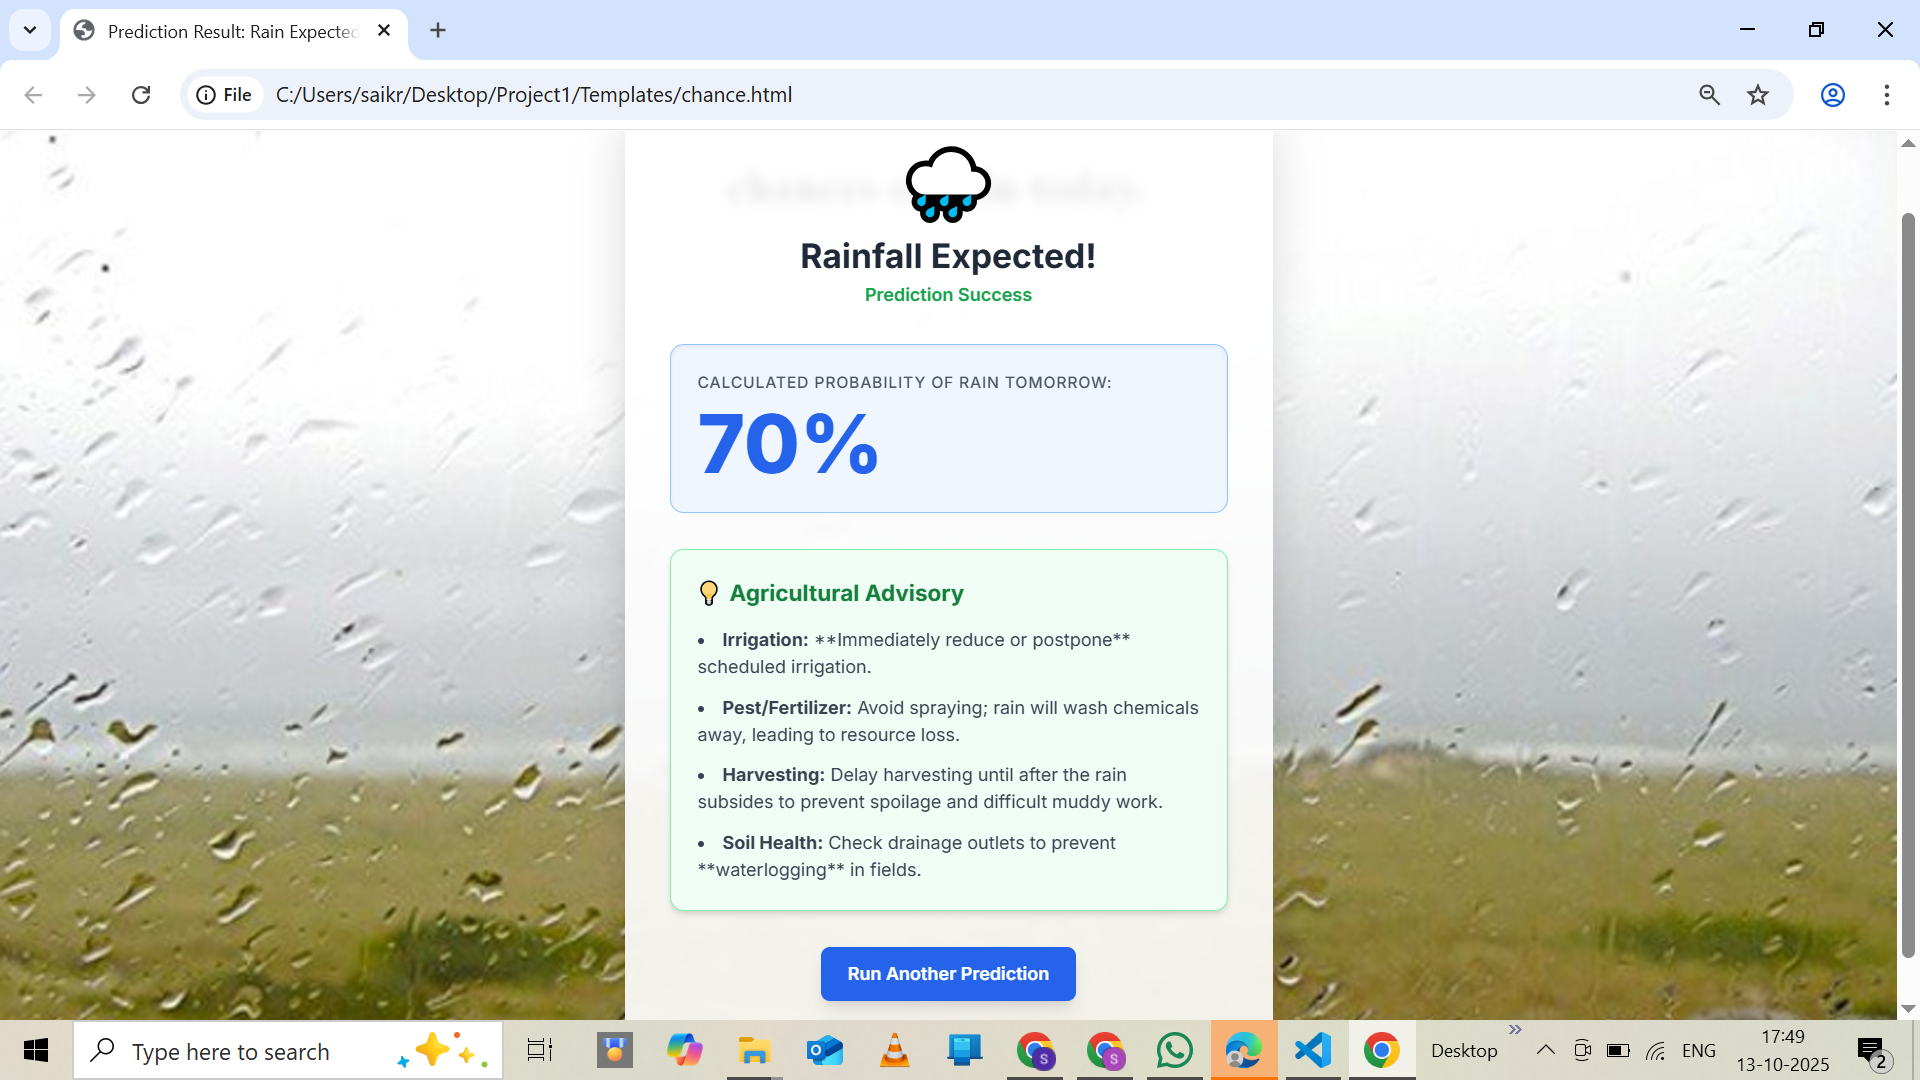 Prediction Result: Rain Expected
File C:/Users/saikr/Desktop/Project1/Templates/chance.html
chances today.
Rainfall Expected!
Prediction Success
CALCULATED PROBABILITY OF RAIN TOMORROW:
70%
Agricultural Advisory
• Irrigation: **Immediately reduce or postpone**
scheduled irrigation.
• Pest/Fertilizer: Avoid spraying; rain will wash chemicals
away, leading to resource loss.
• Harvesting: Delay harvesting until after the rain
subsides to prevent spoilage and difficult muddy work.
• Soil Health: Check drainage outlets to prevent
**waterlogging** in fields.
Run Another Prediction
Type here to search
S
S
Desktop
ENG
17:49
13-10-2025
2